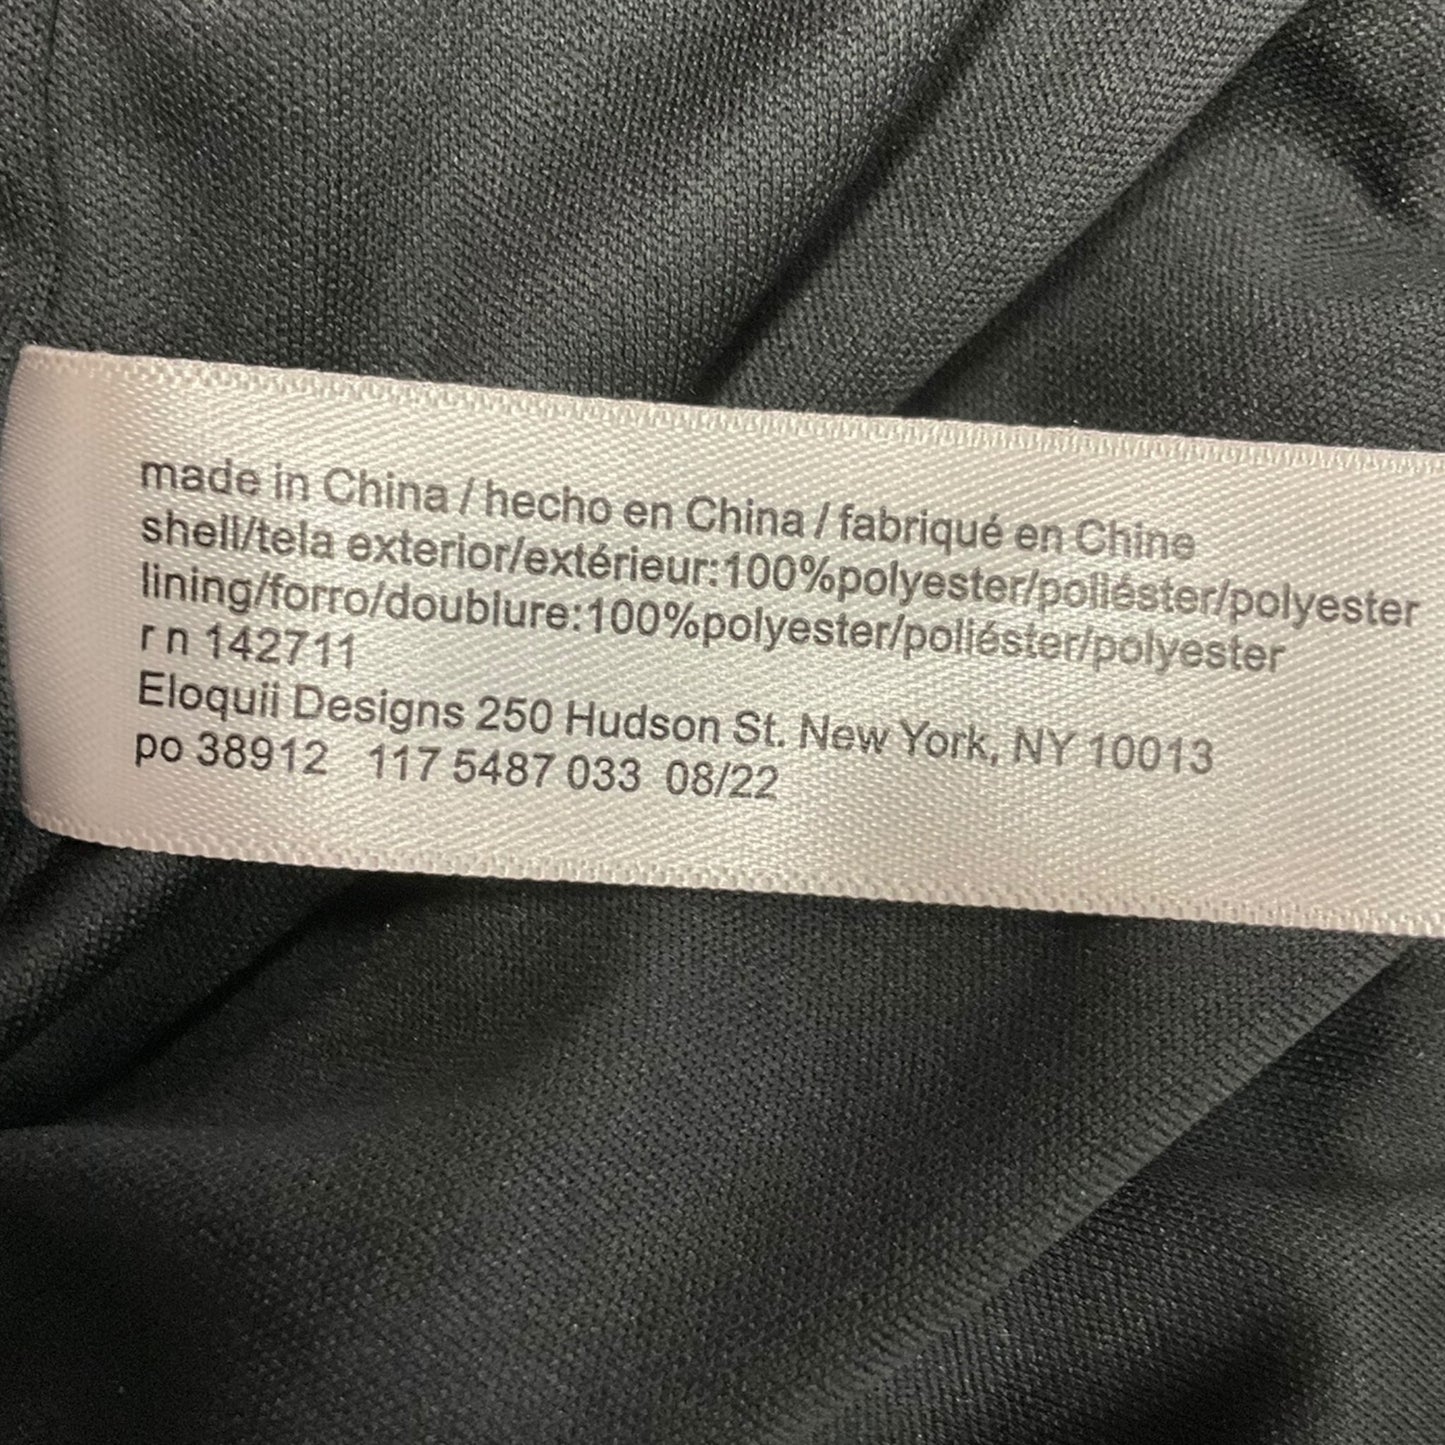 made in China / hecho en China / fabriqué en Chine
shell/tela exterior/extérieur:100%polyester/poliéster/polyester
lining/forro/doublure:100%polyester/poliéster/polyester
r n 142711
Eloquii Designs 250 Hudson St. New York, NY 10013
po 38912 117 5487 033 08/22